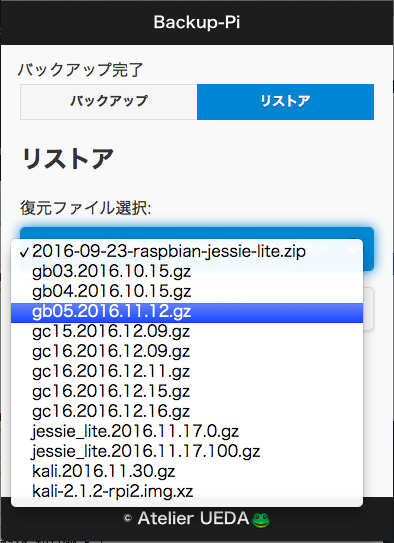 Backup-Pi
バックアップ完了
バックアップ リストア
リストア
復元ファイル選択:
✓2016-09-23-raspbian-jessie-lite.zip
gb03.2016.10.15.gz
gb04.2016.10.15.gz
gb05.2016.11.12.gz
gc15.2016.12.09.gz
gc16.2016.12.09.gz
gc16.2016.12.11.gz
gc16.2016.12.15.gz
gc16.2016.12.16.gz
jessie_lite.2016.11.17.0.gz
jessie_lite.2016.11.17.100.gz
kali.2016.11.30.gz
kali-2.1.2-rpi2.img.xz
© Atelier UEDA🐸